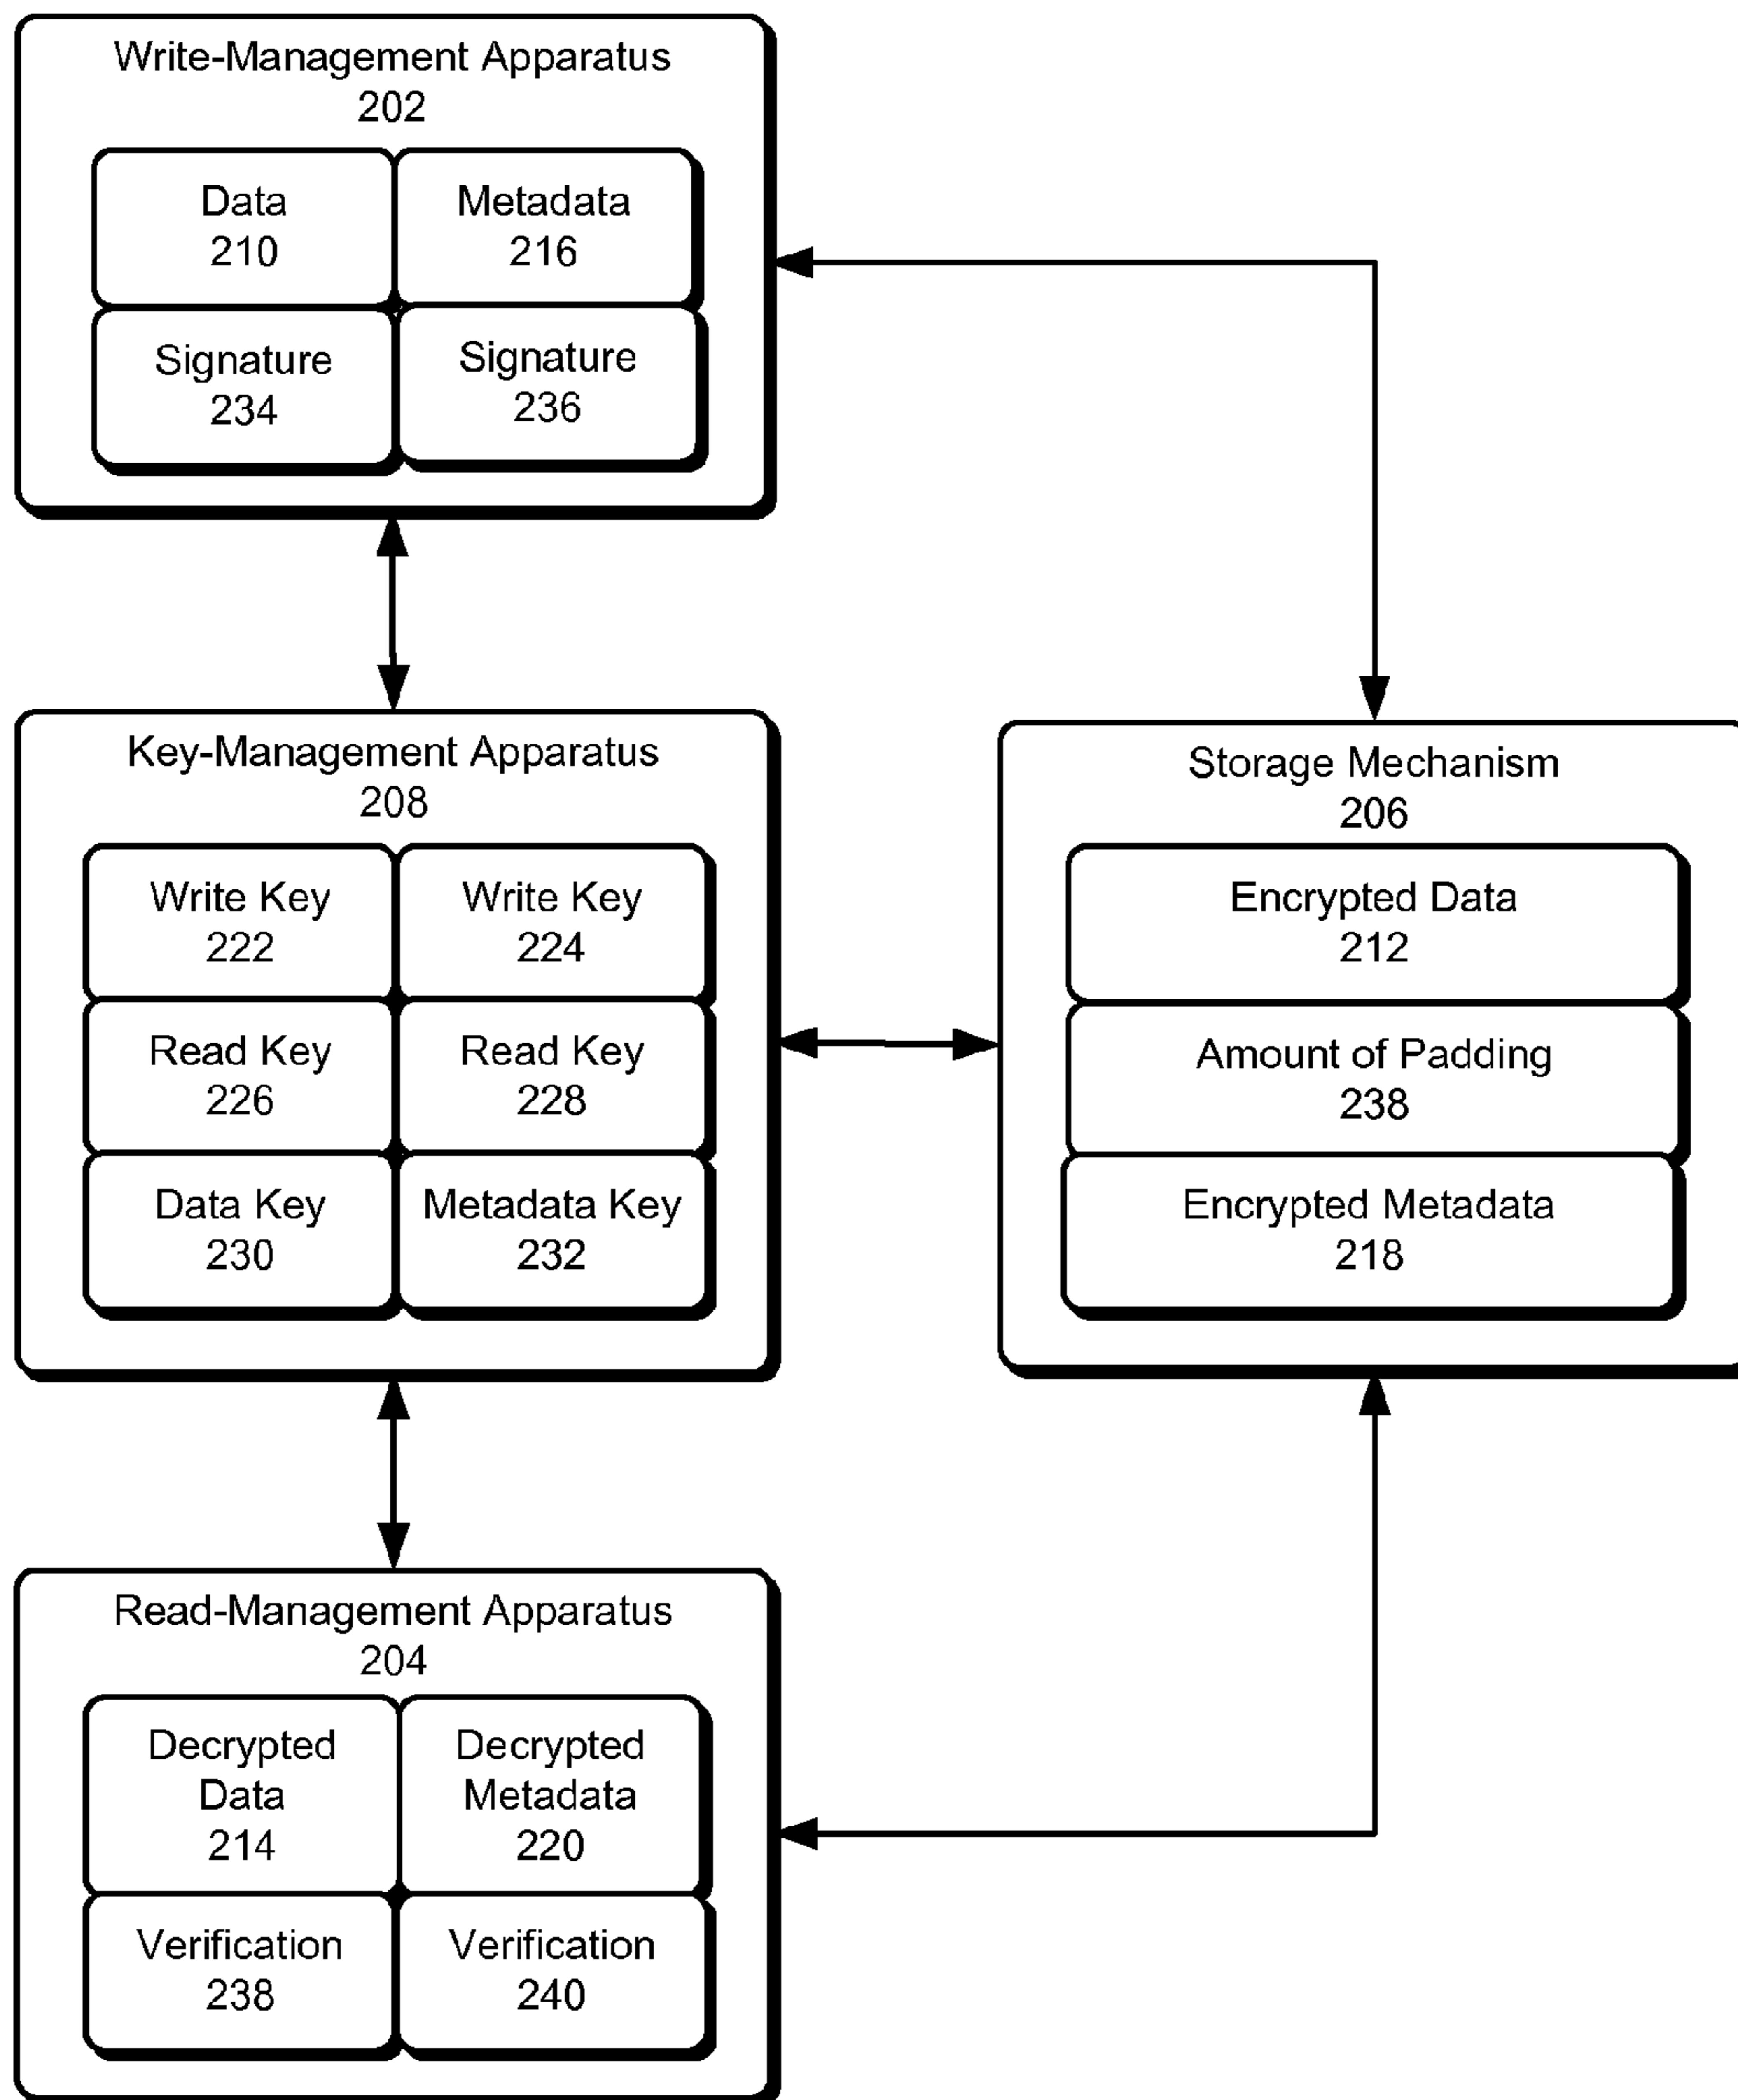 Write-Management Apparatus
202
Data
210
Metadata
216
Signature
234
Signature
236
Key-Management Apparatus
208
Write Key
222
Write Key
224
Read Key
226
Read Key
228
Data Key
230
Metadata Key
232
Storage Mechanism
206
Encrypted Data
212
Amount of Padding
238
Encrypted Metadata
218
Read-Management Apparatus
204
Decrypted
Data
214
Decrypted
Metadata
220
Verification
238
Verification
240